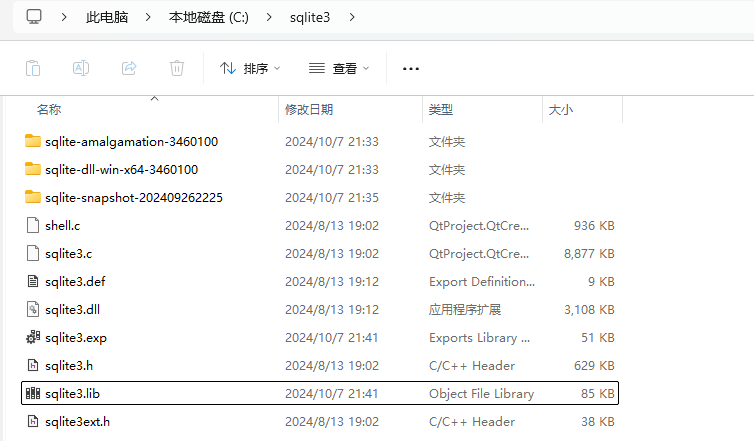 此电脑 > 本地磁盘 (C:) > sqlite3 >
排序 查看 ...
名称 修改日期 类型 大小
sqlite-amalgamation-3460100 2024/10/7 21:33 文件夹
sqlite-dll-win-x64-3460100 2024/10/7 21:33 文件夹
sqlite-snapshot-202409262225 2024/10/7 21:35 文件夹
shell.c 2024/8/13 19:02 QtProject.QtCre... 936 KB
sqlite3.c 2024/8/13 19:02 QtProject.QtCre... 8,877 KB
sqlite3.def 2024/8/13 19:12 Export Definition... 9 KB
sqlite3.dll 2024/8/13 19:12 应用程序扩展 3,108 KB
sqlite3.exp 2024/10/7 21:41 Exports Library ... 51 KB
sqlite3.h 2024/8/13 19:02 C/C++ Header 629 KB
sqlite3.lib 2024/10/7 21:41 Object File Library 85 KB
sqlite3ext.h 2024/8/13 19:02 C/C++ Header 38 KB